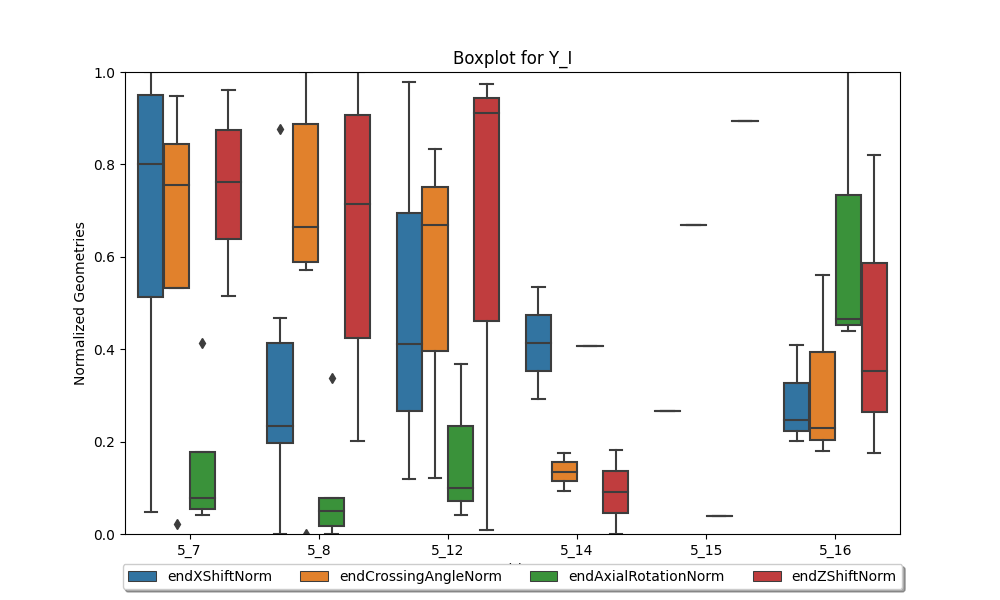 Boxplot for Y_I
Normalized Geometries
1.0
0.8
0.6
0.4
0.2
0.0
5_7 5_8 5_12 5_14 5_15 5_16
endXShiftNorm endCrossingAngleNorm endAxialRotationNorm endZShiftNorm